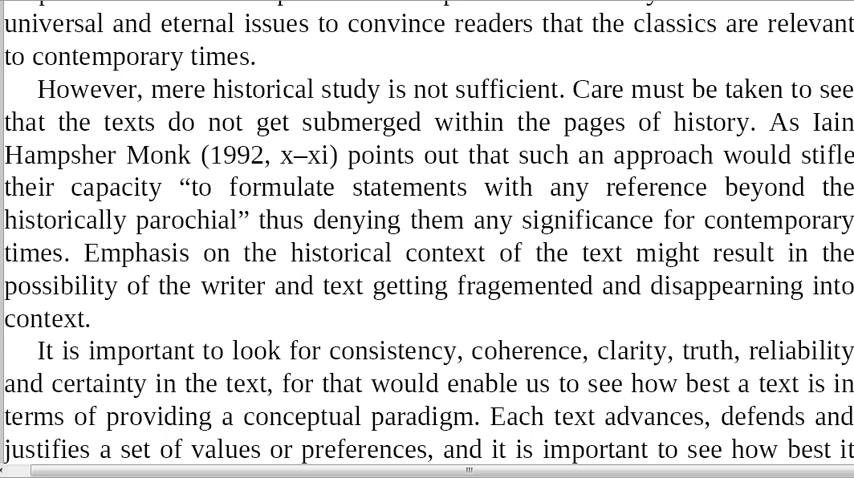 universal and eternal issues to convince readers that the classics are relevant
to contemporary times.
However, mere historical study is not sufficient. Care must be taken to see
that the texts do not get submerged within the pages of history. As Iain
Hampsher Monk (1992, x–xi) points out that such an approach would stifle
their capacity “to formulate statements with any reference beyond the
historically parochial” thus denying them any significance for contemporary
times. Emphasis on the historical context of the text might result in the
possibility of the writer and text getting fragemented and disappearning into
context.
It is important to look for consistency, coherence, clarity, truth, reliability
and certainty in the text, for that would enable us to see how best a text is in
terms of providing a conceptual paradigm. Each text advances, defends and
justifies a set of values or preferences, and it is important to see how best it